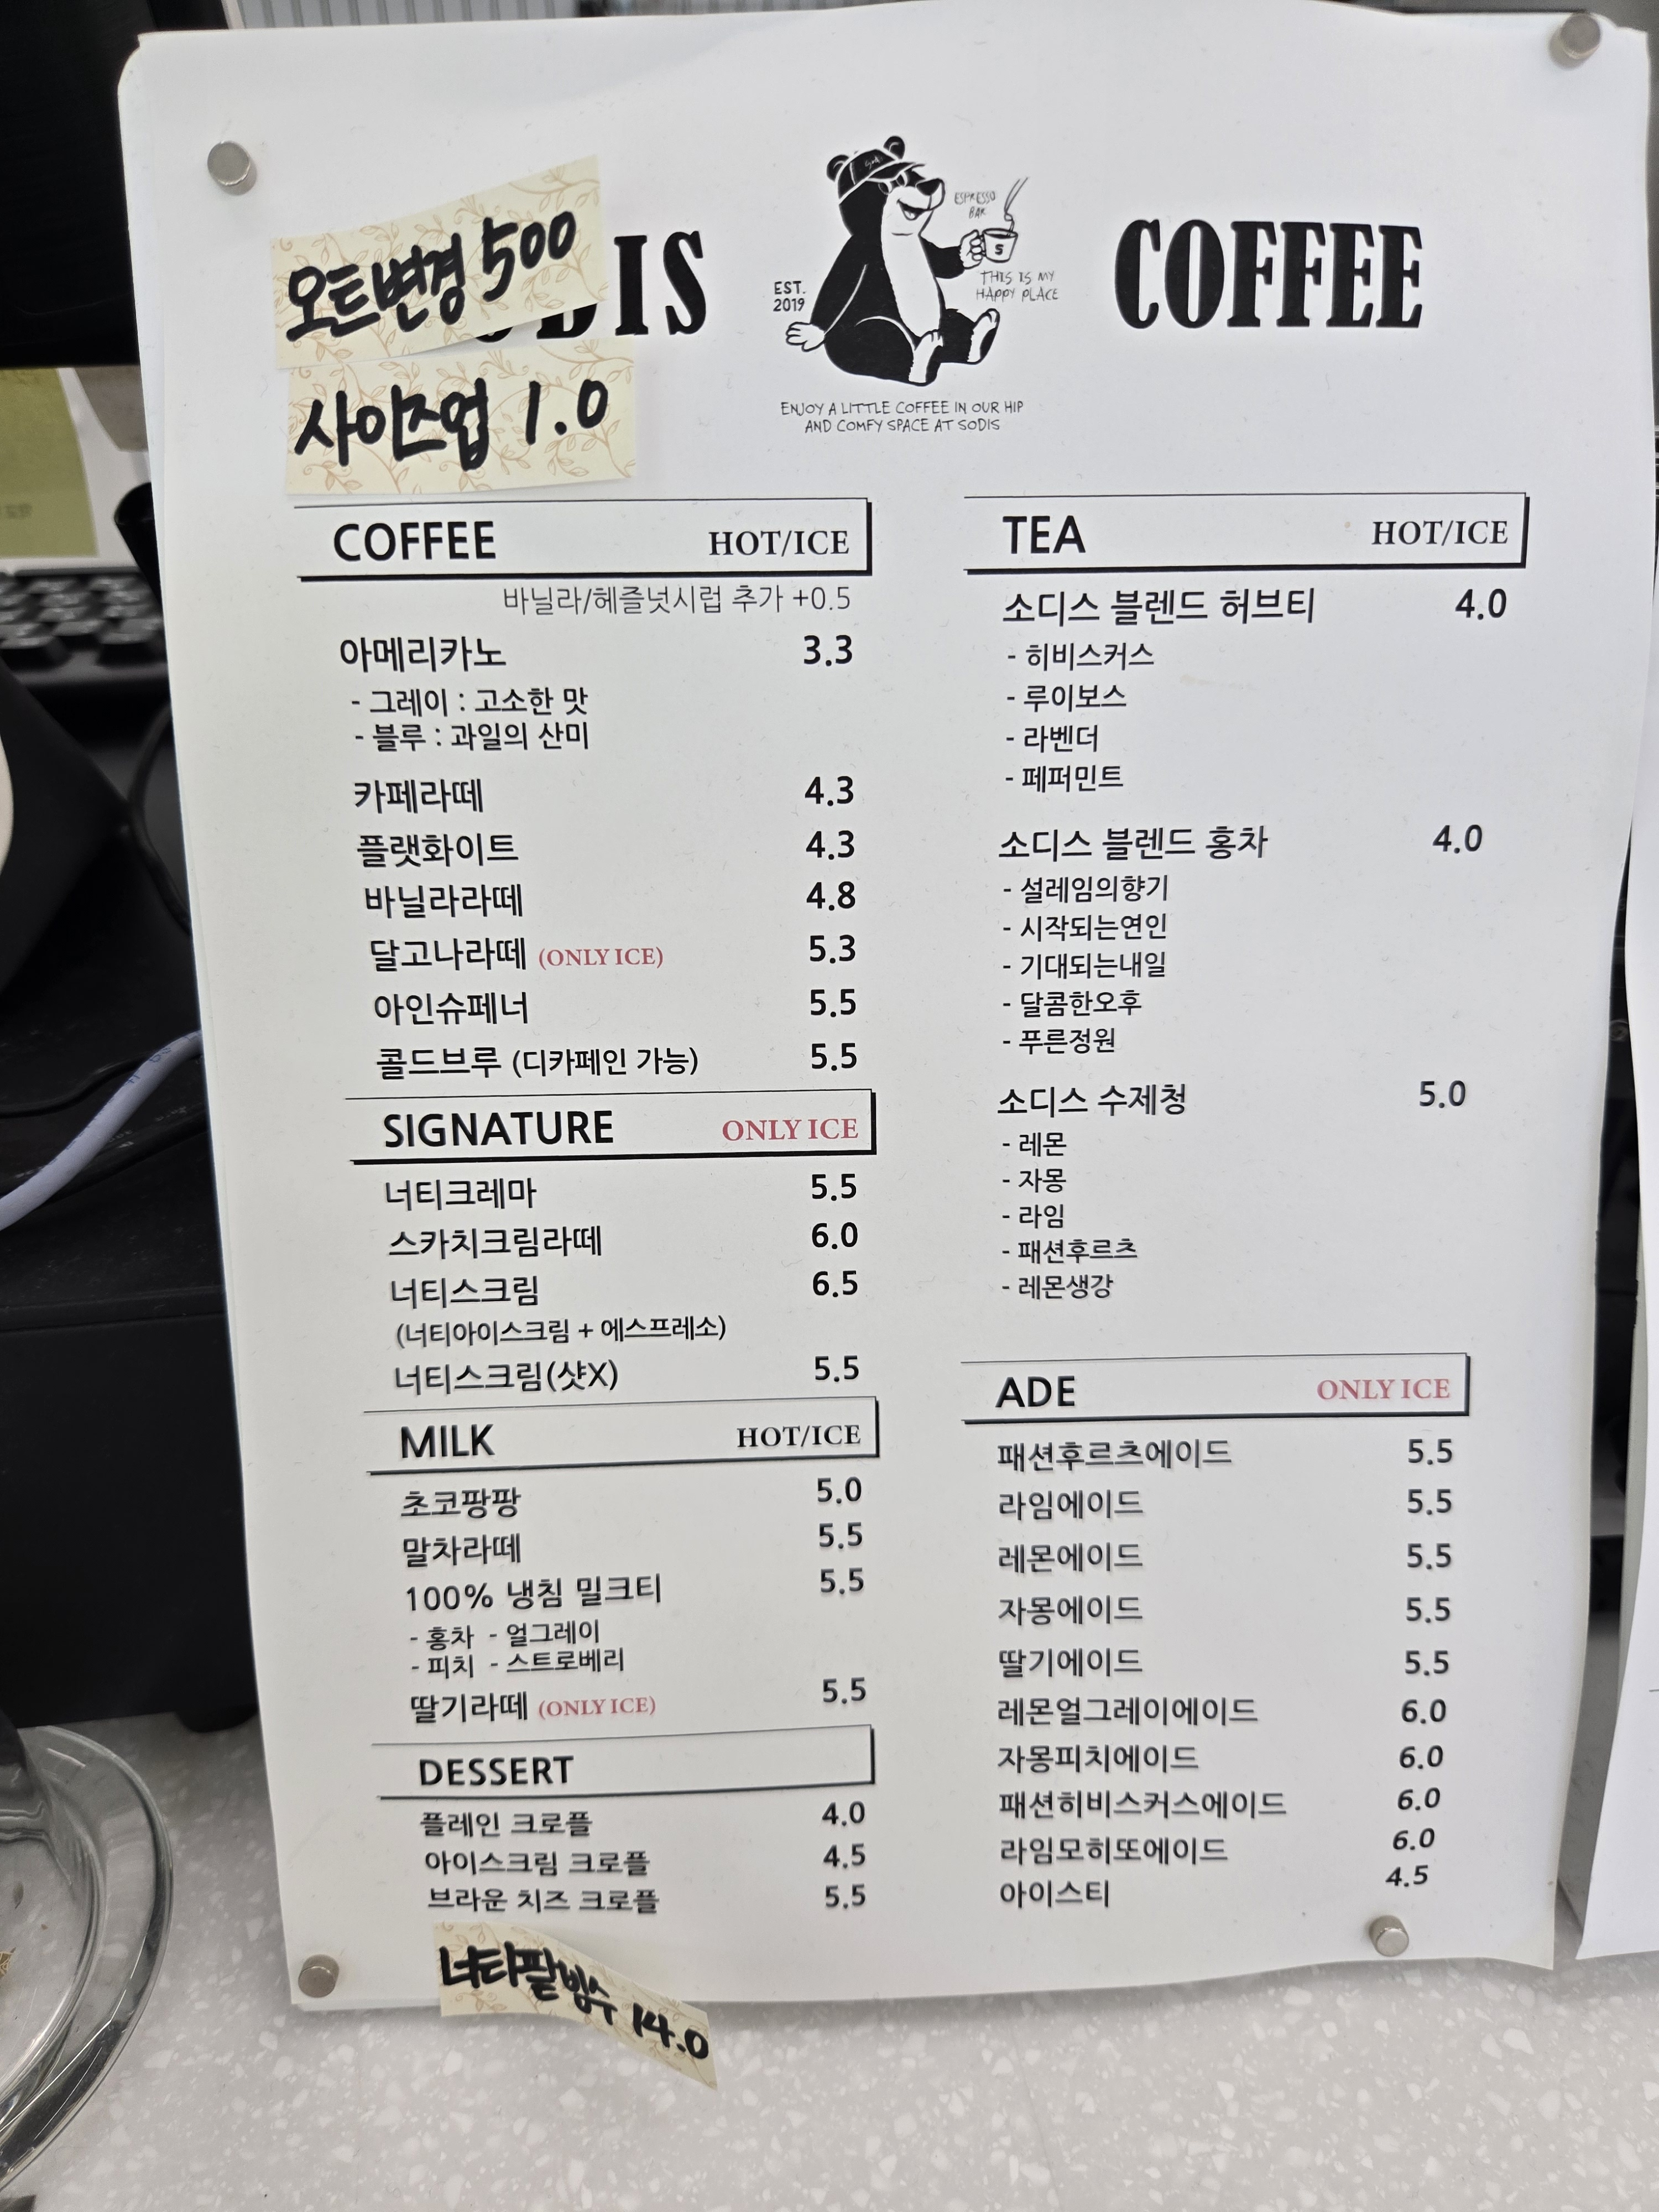 오트변경 500
사이즈업 1.0
SODIS COFFEE
ESPRESSO
BAR
S
THIS IS MY
HAPPY PLACE
EST.
2019
ENJOY A LITTLE COFFEE IN OUR HIP
AND COMFY SPACE AT SODIS
COFFEE HOT/ICE
바닐라/헤즐넛시럽 추가 +0.5
아메리카노 3.3
- 그레이 : 고소한 맛
- 블루 : 과일의 산미
카페라떼 4.3
플랫화이트 4.3
바닐라라떼 4.8
달고나라떼 (ONLY ICE) 5.3
아인슈페너 5.5
콜드브루 (디카페인 가능) 5.5
SIGNATURE ONLY ICE
너티크레마 5.5
스카치크림라떼 6.0
너티스크림 6.5
(너티아이스크림 + 에스프레소)
너티스크림(샷X) 5.5
MILK HOT/ICE
초코팡팡 5.0
말차라떼 5.5
100% 냉침 밀크티 5.5
- 홍차 - 얼그레이
- 피치 - 스트로베리
딸기라떼 (ONLY ICE) 5.5
DESSERT
플레인 크로플 4.0
아이스크림 크로플 4.5
브라운 치즈 크로플 5.5
너티팥빙수 14.0
TEA HOT/ICE
소디스 블렌드 허브티 4.0
- 히비스커스
- 루이보스
- 라벤더
- 페퍼민트
소디스 블렌드 홍차 4.0
- 설레임의향기
- 시작되는연인
- 기대되는내일
- 달콤한오후
- 푸른정원
소디스 수제청 5.0
- 레몬
- 자몽
- 라임
- 패션후르츠
- 레몬생강
ADE ONLY ICE
패션후르츠에이드 5.5
라임에이드 5.5
레몬에이드 5.5
자몽에이드 5.5
딸기에이드 5.5
레몬얼그레이에이드 6.0
자몽피치에이드 6.0
패션히비스커스에이드 6.0
라임모히또에이드 6.0
아이스티 4.5